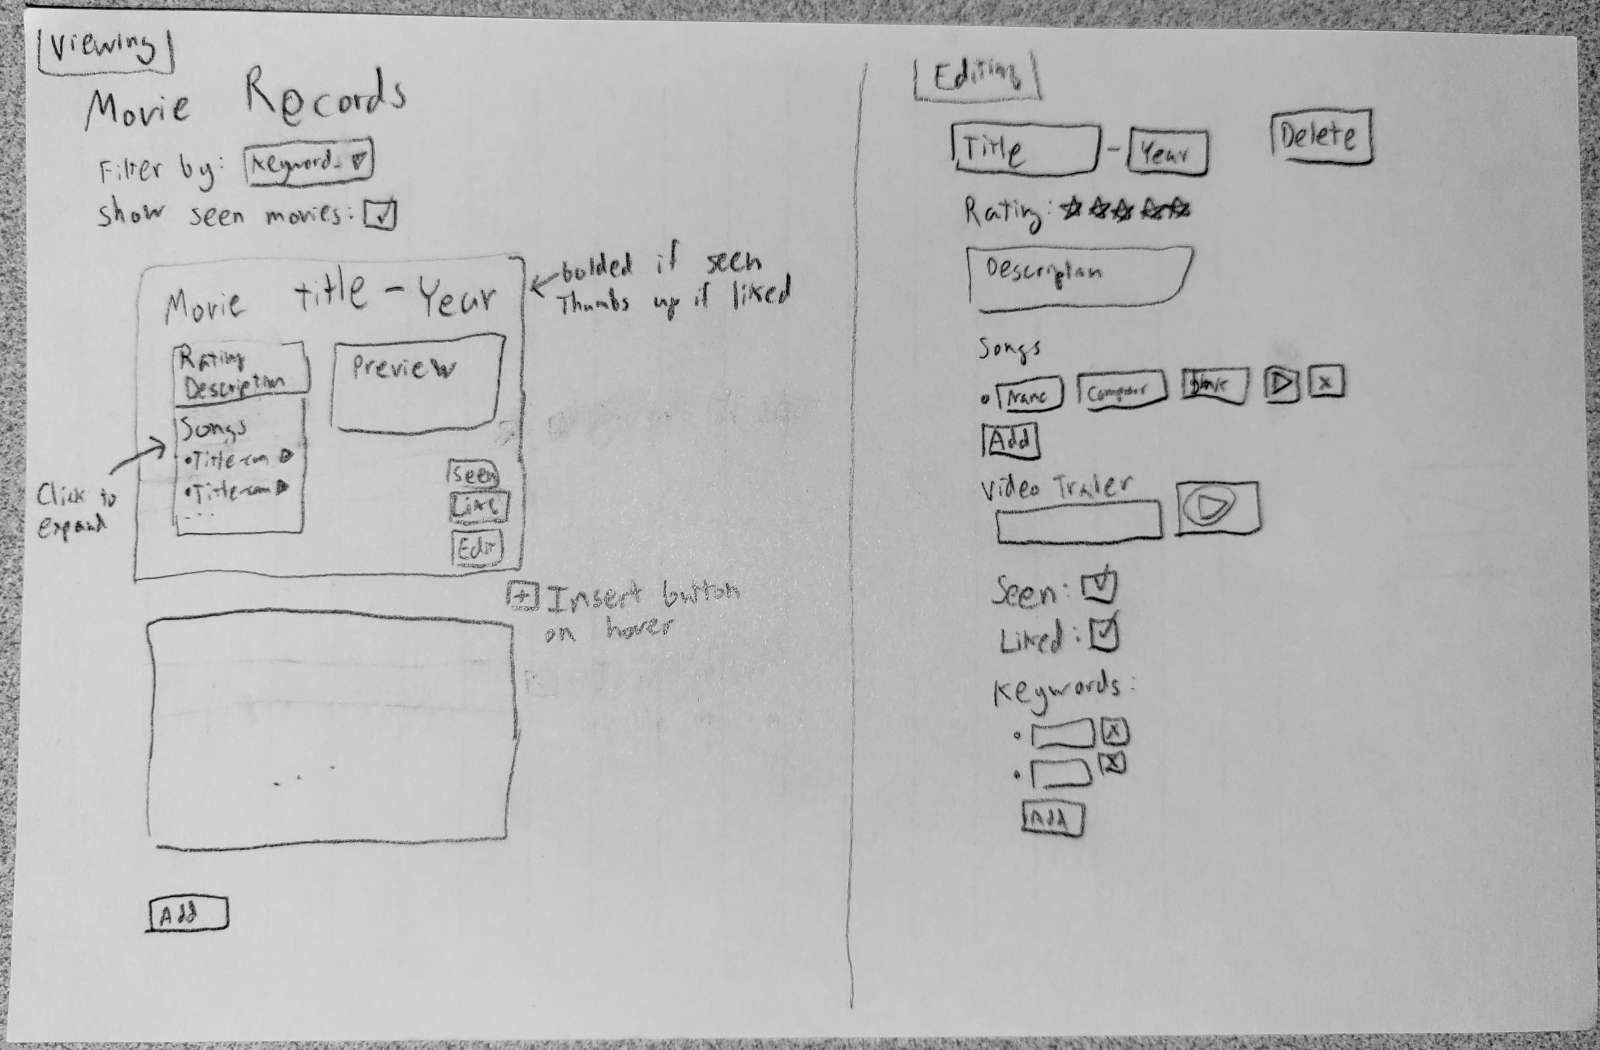 Viewing
Movie Records
Filter by: Keyword
Show seen movies:
Movie title - Year
bolded if seen
Thumbs up if liked
Rating
Description
Preview
Songs
• Title-com
• Title-com
...
Click to
expand
Seen
Like
Edit
+ Insert button
on hover
...
Add
Editing
Title - Year
Delete
Rating:
Description
Songs
• Name Composer X
Add
Video Trailer
Seen:
Liked:
Keywords:
• X
• X
Add